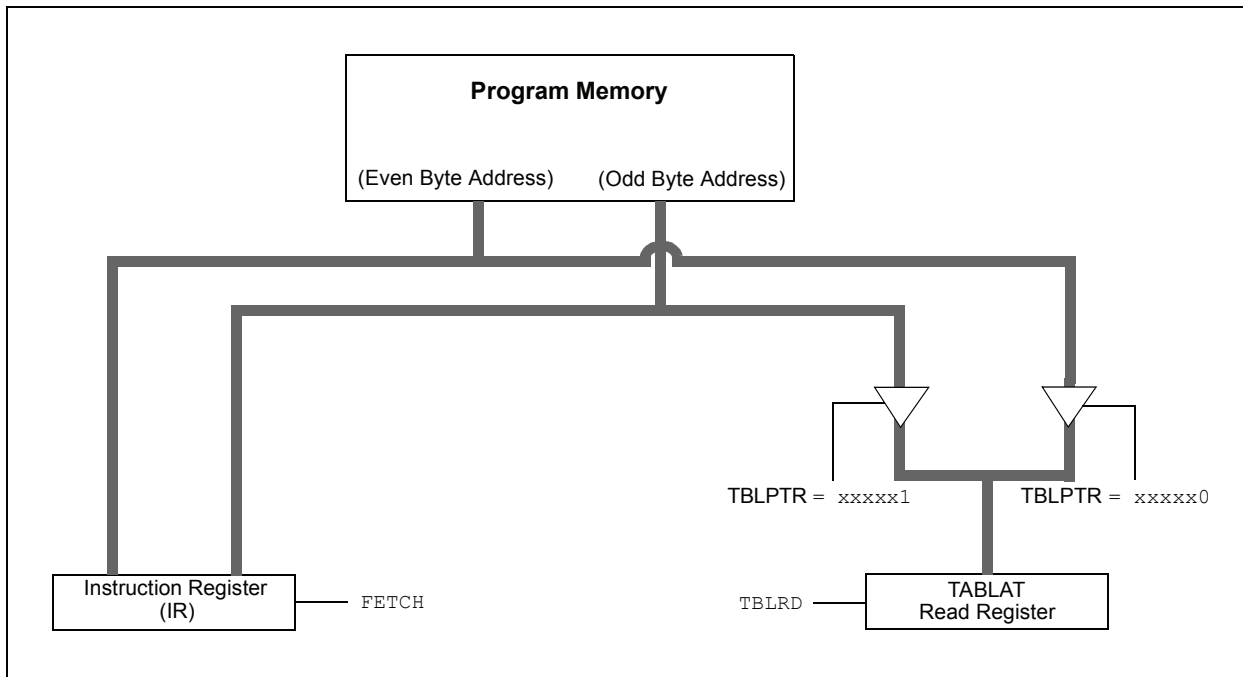 Program Memory
(Even Byte Address) (Odd Byte Address)
TBLPTR = xxxxx1 TBLPTR = xxxxx0
Instruction Register
(IR)
FETCH
TBLRD
TABLAT
Read Register